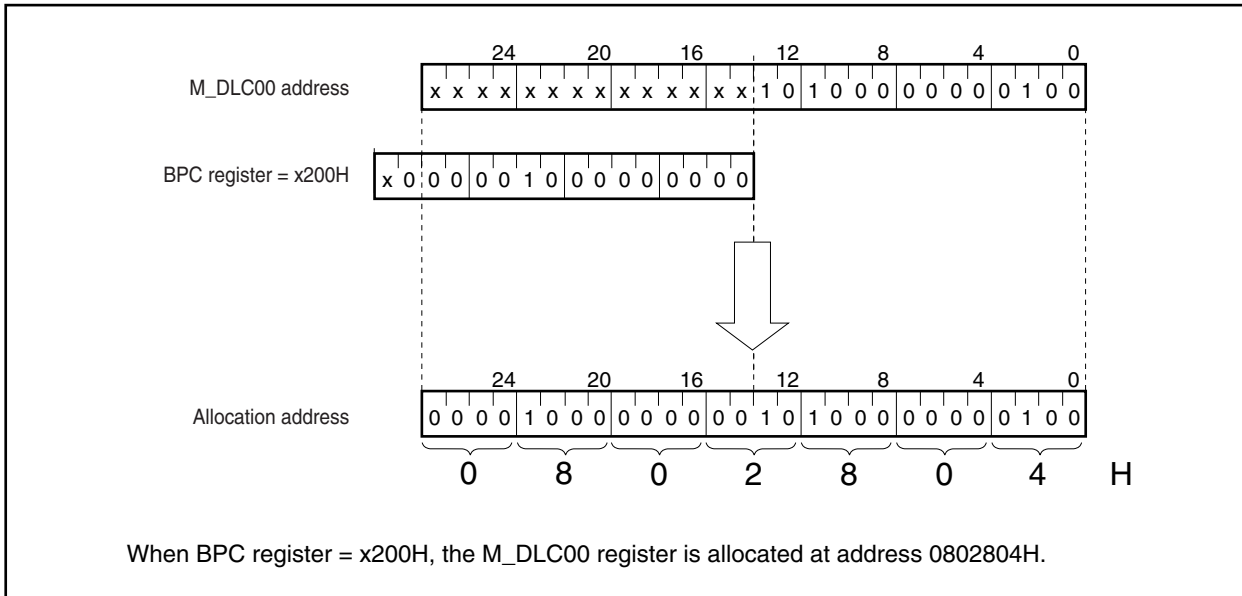 24 20 16 12 8 4 0
M_DLC00 address x x x x x x x x x x x x x x 1 0 1 0 0 0 0 0 0 0 0 1 0 0
BPC register = x200H x 0 0 0 0 0 1 0 0 0 0 0 0 0 0 0
24 20 16 12 8 4 0
Allocation address 0 0 0 0 1 0 0 0 0 0 0 0 0 0 1 0 1 0 0 0 0 0 0 0 0 1 0 0
0 8 0 2 8 0 4 H
When BPC register = x200H, the M_DLC00 register is allocated at address 0802804H.